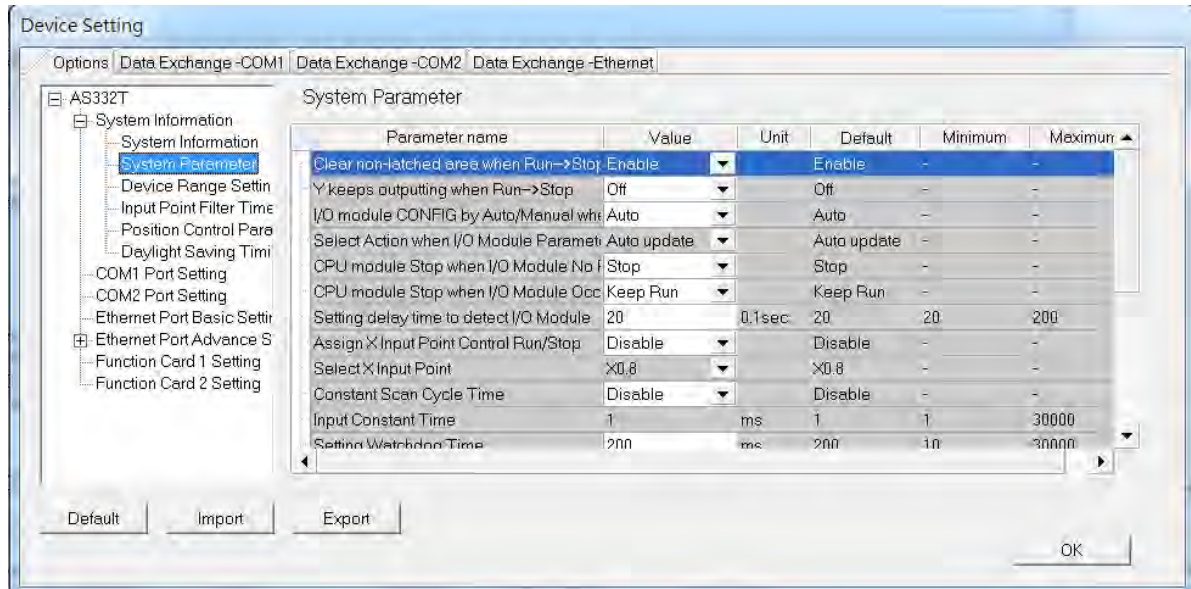 Device Setting
Options Data Exchange -COM1 Data Exchange -COM2 Data Exchange -Ethernet
AS332T
System Information
System Information
System Parameter
Device Range Settin
Input Point Filter Time
Position Control Para
Daylight Saving Timi
COM1 Port Setting
COM2 Port Setting
Ethernet Port Basic Settir
Ethernet Port Advance S
Function Card 1 Setting
Function Card 2 Setting
System Parameter
Parameter name Value Unit Default Minimum Maximun
Clear non-latched area when Run-->Stop Enable Enable - -
Y keeps outputting when Run-->Stop Off Off - -
I/O module CONFIG by Auto/Manual whe Auto Auto - -
Select Action when I/O Module Paramet Auto update Auto update - -
CPU module Stop when I/O Module No Stop Stop - -
CPU module Stop when I/O Module Occ Keep Run Keep Run - -
Setting delay time to detect I/O Module 20 0.1sec 20 20 200
Assign X Input Point Control Run/Stop Disable Disable - -
Select X Input Point X0.8 X0.8 - -
Constant Scan Cycle Time Disable Disable - -
Input Constant Time 1 ms 1 1 30000
Setting Watchdog Time 200 ms 200 10 30000
Default Import Export
OK